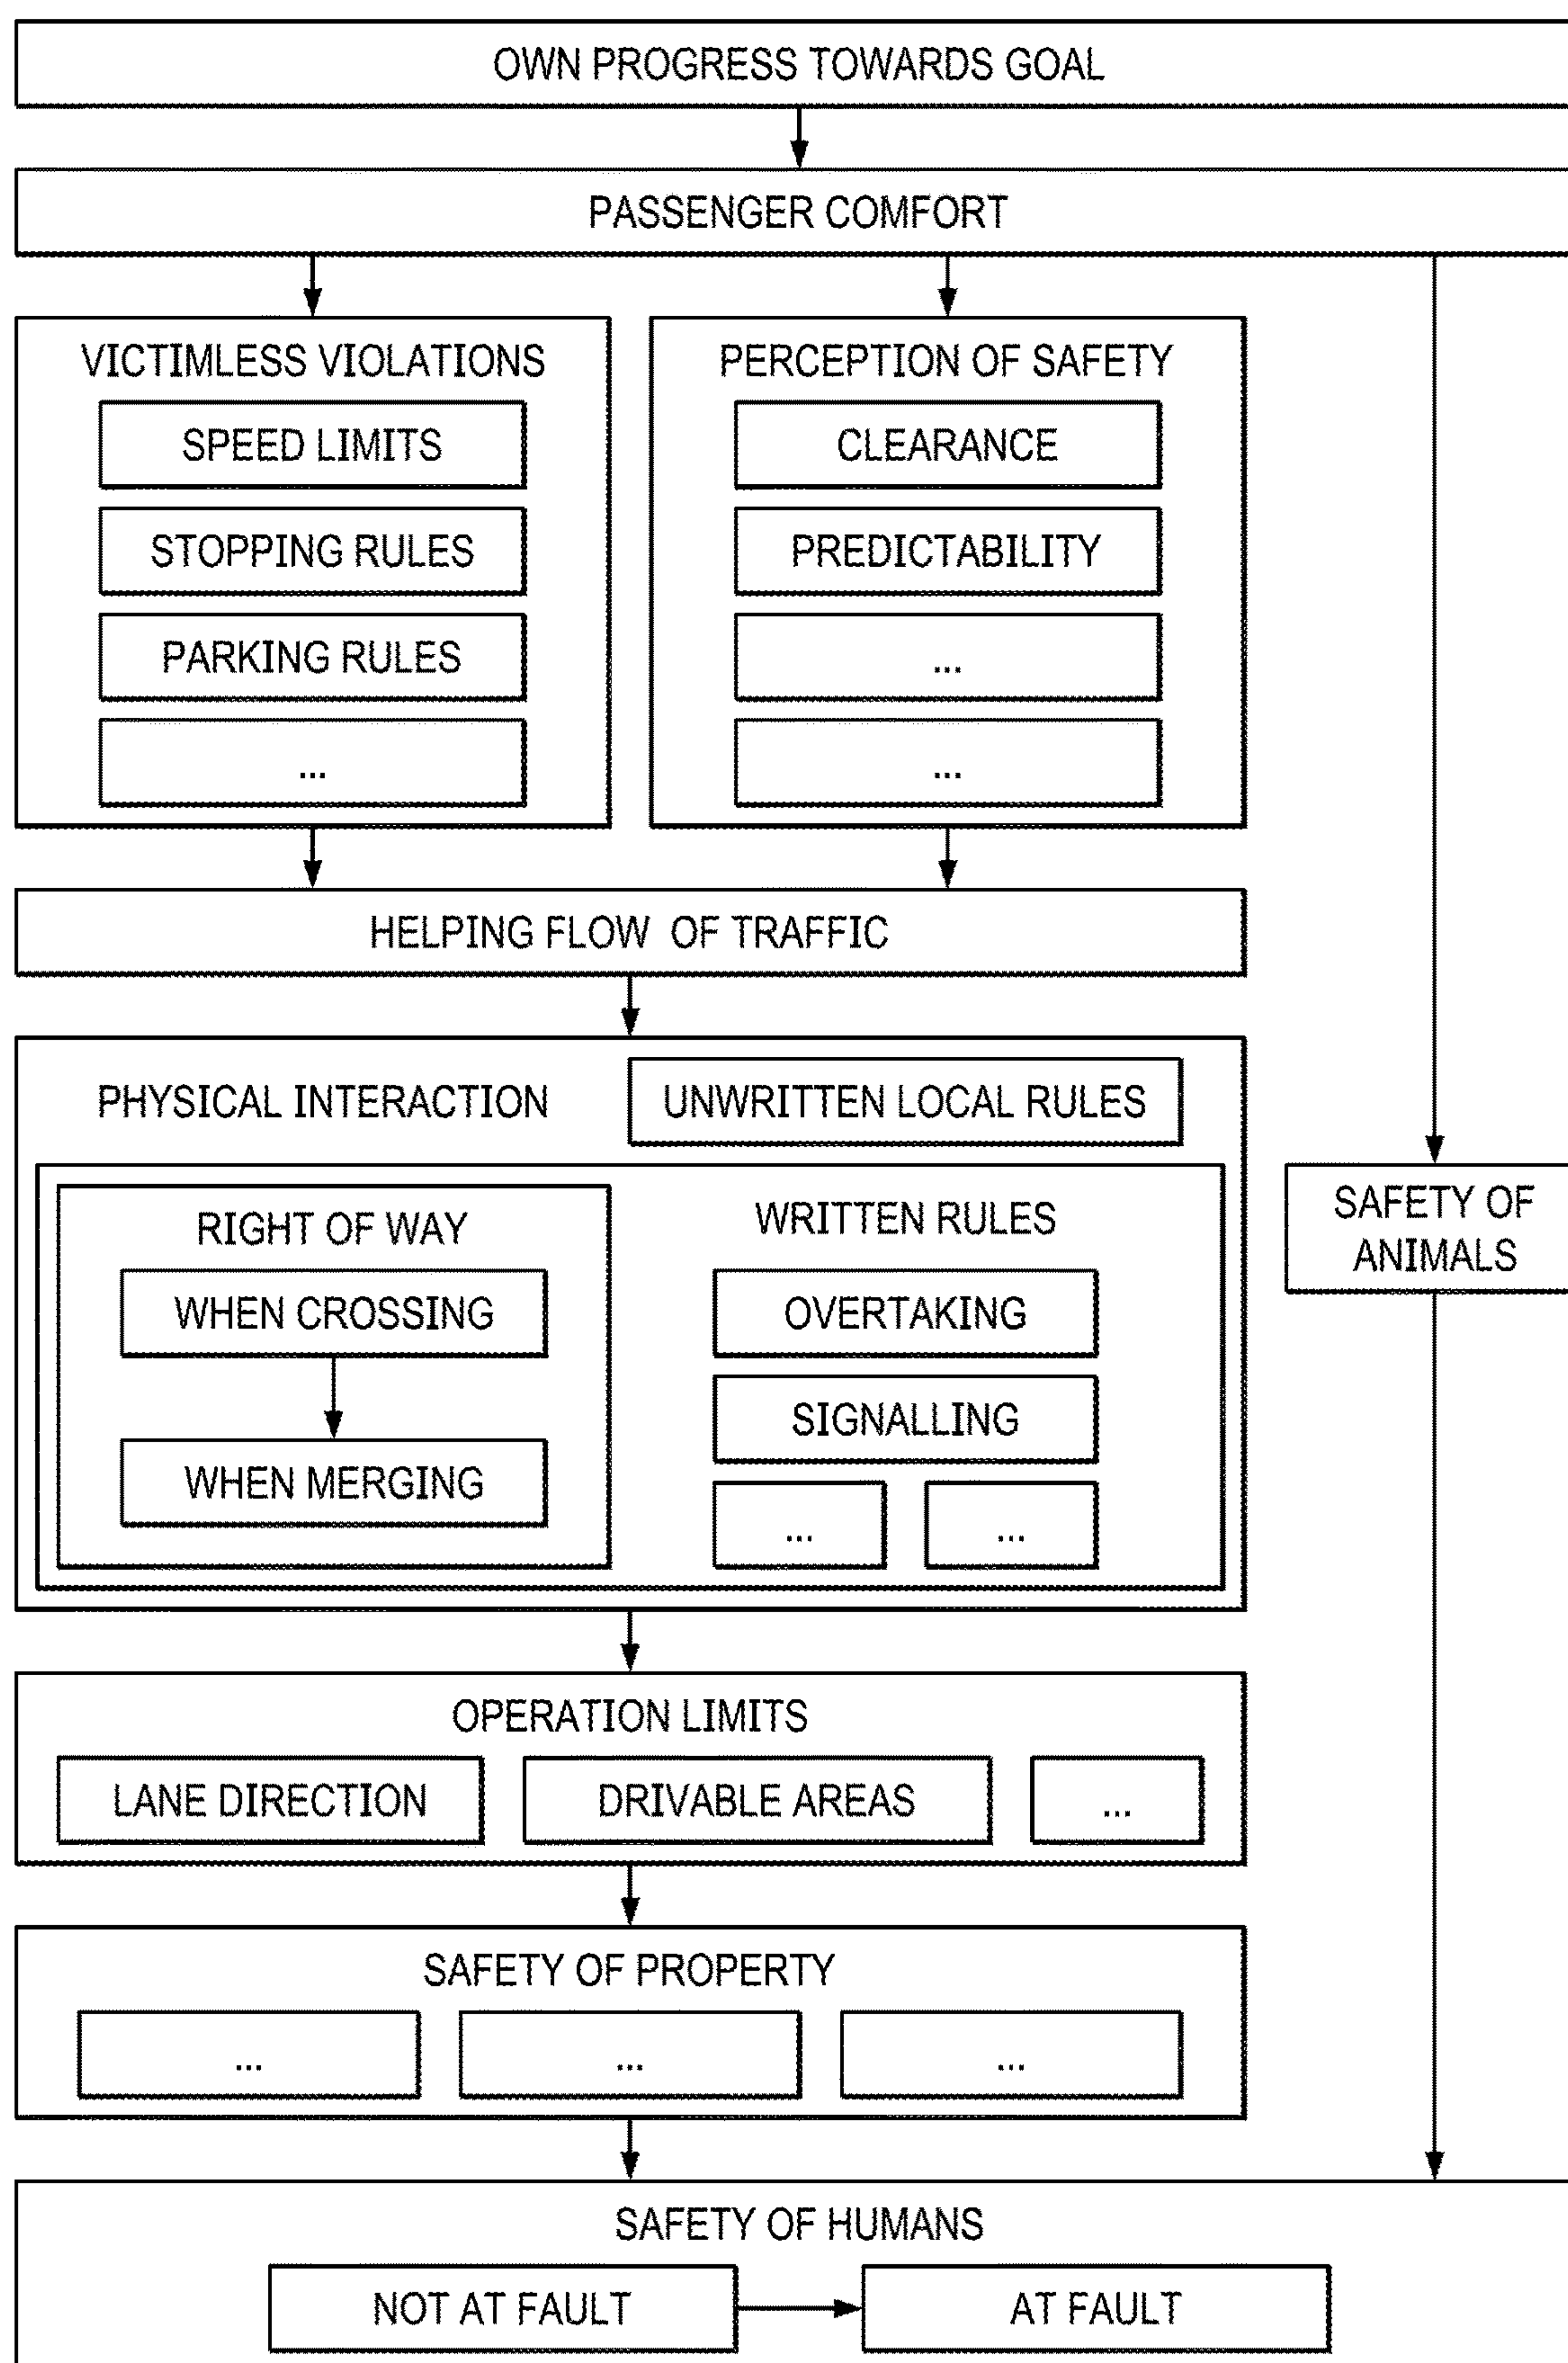 OWN PROGRESS TOWARDS GOAL
PASSENGER COMFORT
VICTIMLESS VIOLATIONS
SPEED LIMITS
STOPPING RULES
PARKING RULES
...
PERCEPTION OF SAFETY
CLEARANCE
PREDICTABILITY
...
...
HELPING FLOW OF TRAFFIC
PHYSICAL INTERACTION
UNWRITTEN LOCAL RULES
RIGHT OF WAY
WHEN CROSSING
WHEN MERGING
WRITTEN RULES
OVERTAKING
SIGNALLING
...
...
SAFETY OF
ANIMALS
OPERATION LIMITS
LANE DIRECTION
DRIVABLE AREAS
...
SAFETY OF PROPERTY
...
...
...
SAFETY OF HUMANS
NOT AT FAULT
AT FAULT